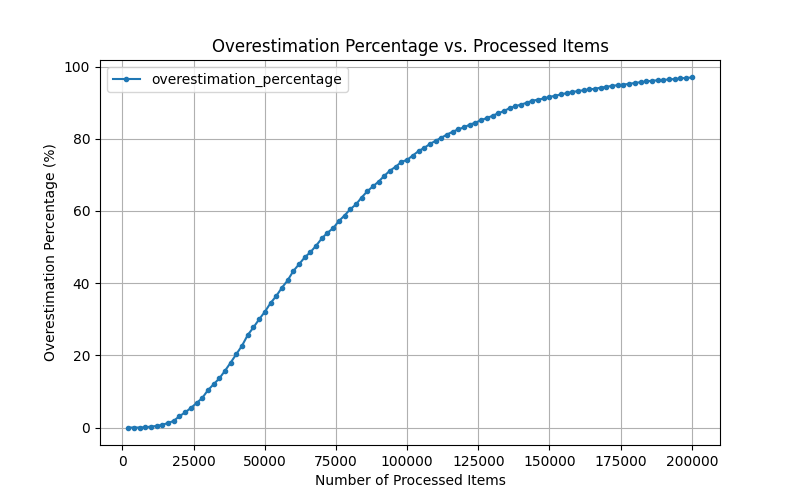 Overestimation Percentage vs. Processed Items
overestimation_percentage
Overestimation Percentage (%)
100
80
60
40
20
0
0 25000 50000 75000 100000 125000 150000 175000 200000
Number of Processed Items